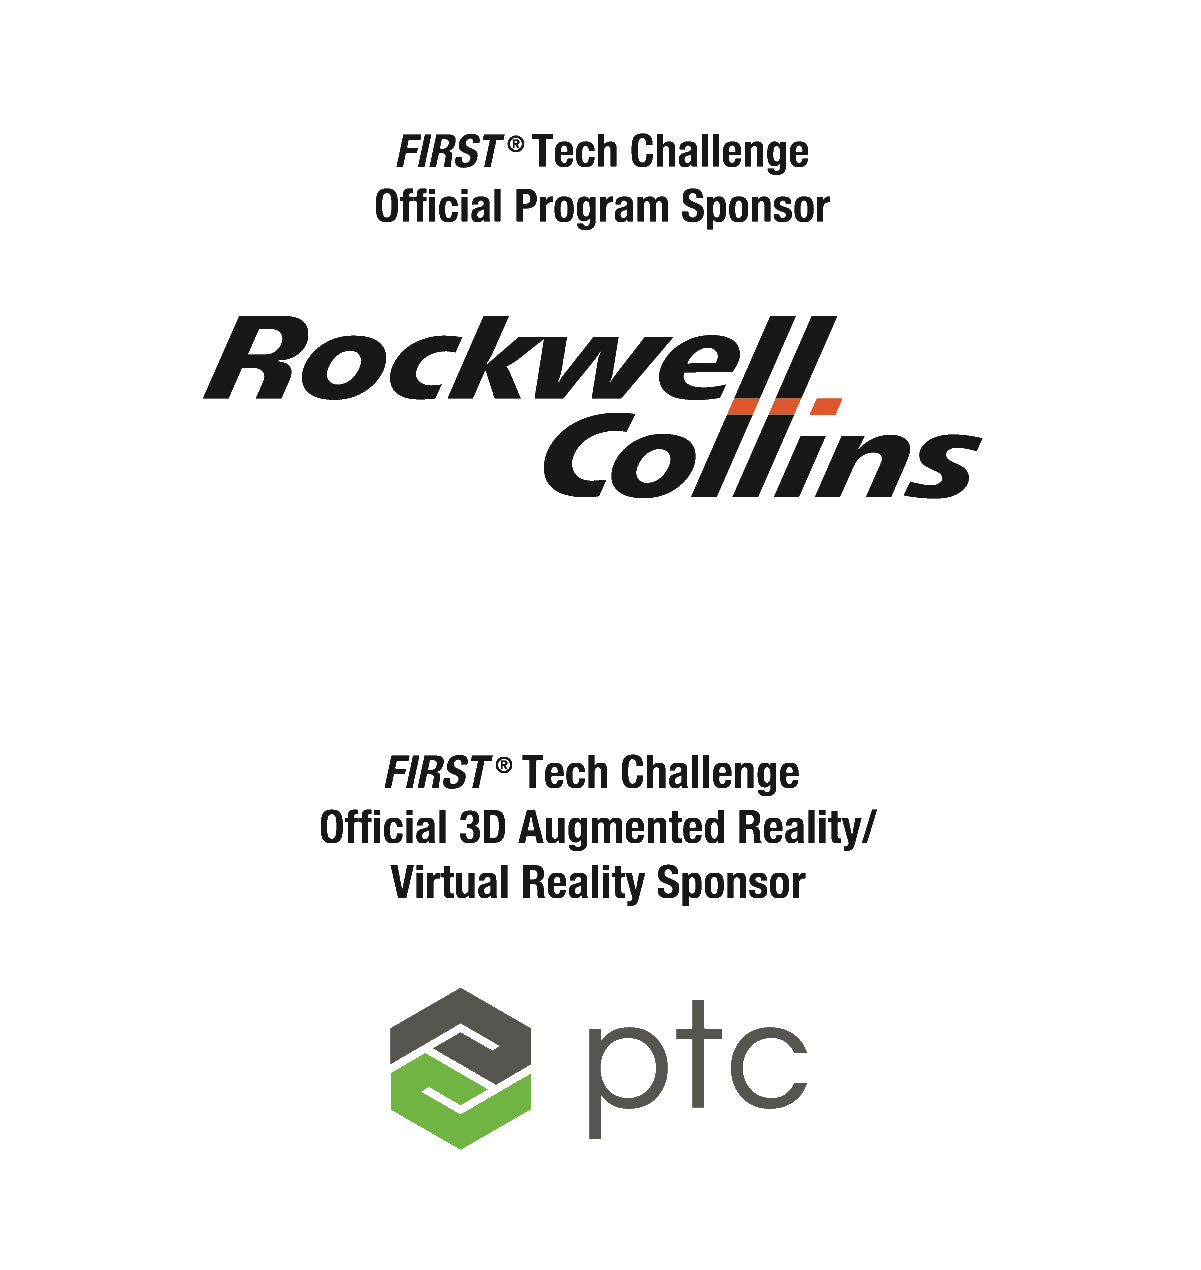 FIRST® Tech Challenge
Official Program Sponsor
Rockwell
Collins
FIRST® Tech Challenge
Official 3D Augmented Reality/
Virtual Reality Sponsor
ptc